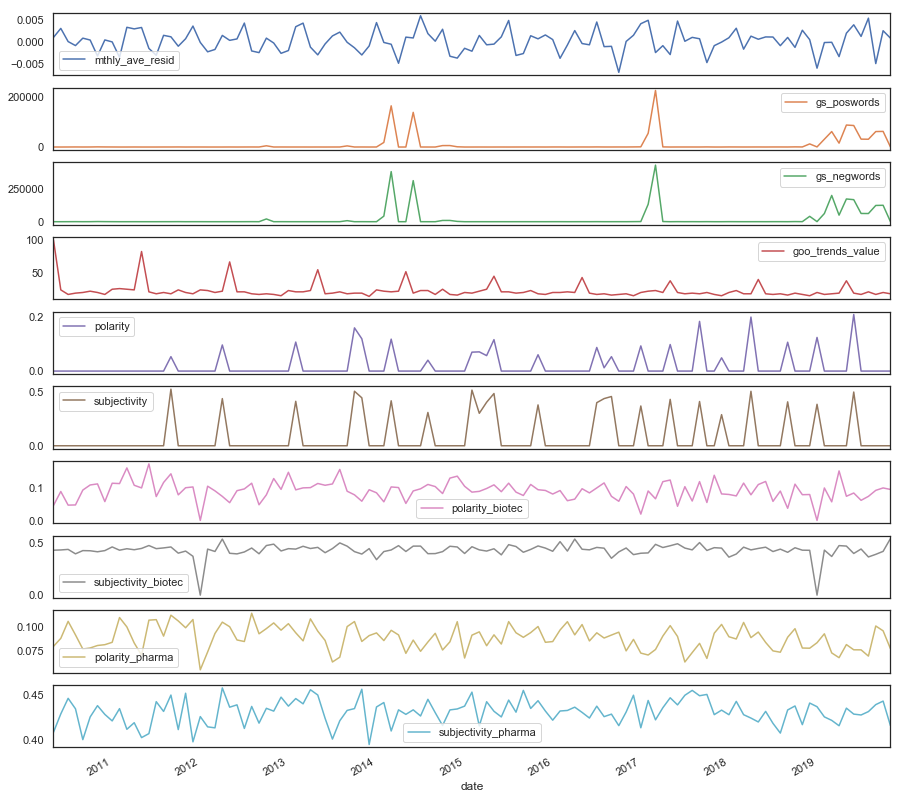 0.005
0.000
−0.005
mthly_ave_resid
200000
0
gs_poswords
250000
0
gs_negwords
100
50
goo_trends_value
0.2
0.0
polarity
0.5
0.0
subjectivity
0.1
0.0
polarity_biotec
0.5
0.0
subjectivity_biotec
0.100
0.075
polarity_pharma
0.45
0.40
subjectivity_pharma
2011 2012 2013 2014 2015 2016 2017 2018 2019
date